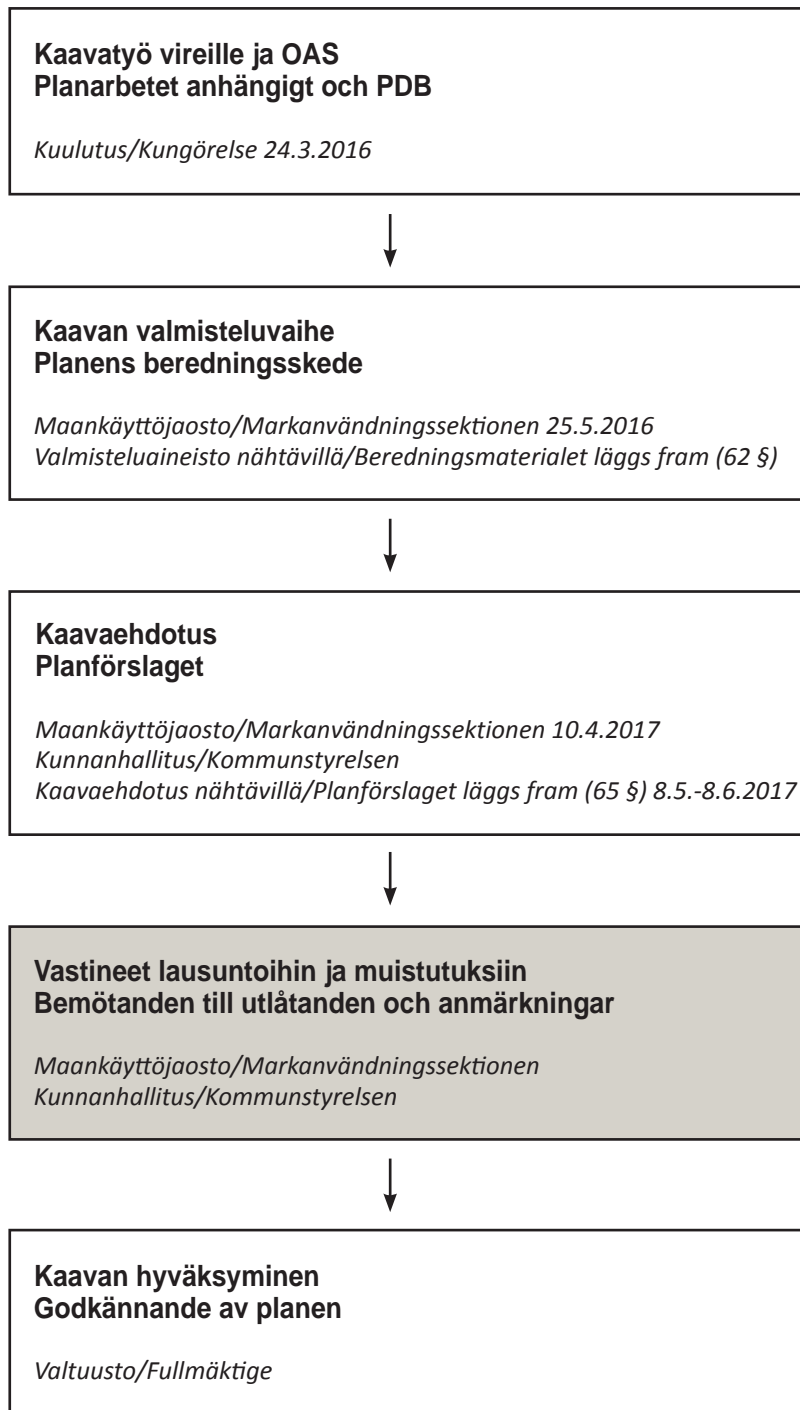 Kaavatyö vireille ja OAS
Planarbetet anhängigt och PDB
Kuulutus/Kungörelse 24.3.2016
Kaavan valmisteluvaihe
Planens beredningsskede
Maankäyttöjaosto/Markanvändningssektionen 25.5.2016
Valmisteluaineisto nähtävillä/Beredningsmaterialet läggs fram (62 §)
Kaavaehdotus
Planförslaget
Maankäyttöjaosto/Markanvändningssektionen 10.4.2017
Kunnanhallitus/Kommunstyrelsen
Kaavaehdotus nähtävillä/Planförslaget läggs fram (65 §) 8.5.-8.6.2017
Vastineet lausuntoihin ja muistutuksiin
Bemötanden till utlåtanden och anmärkningar
Maankäyttöjaosto/Markanvändningssektionen
Kunnanhallitus/Kommunstyrelsen
Kaavan hyväksyminen
Godkännande av planen
Valtuusto/Fullmäktige